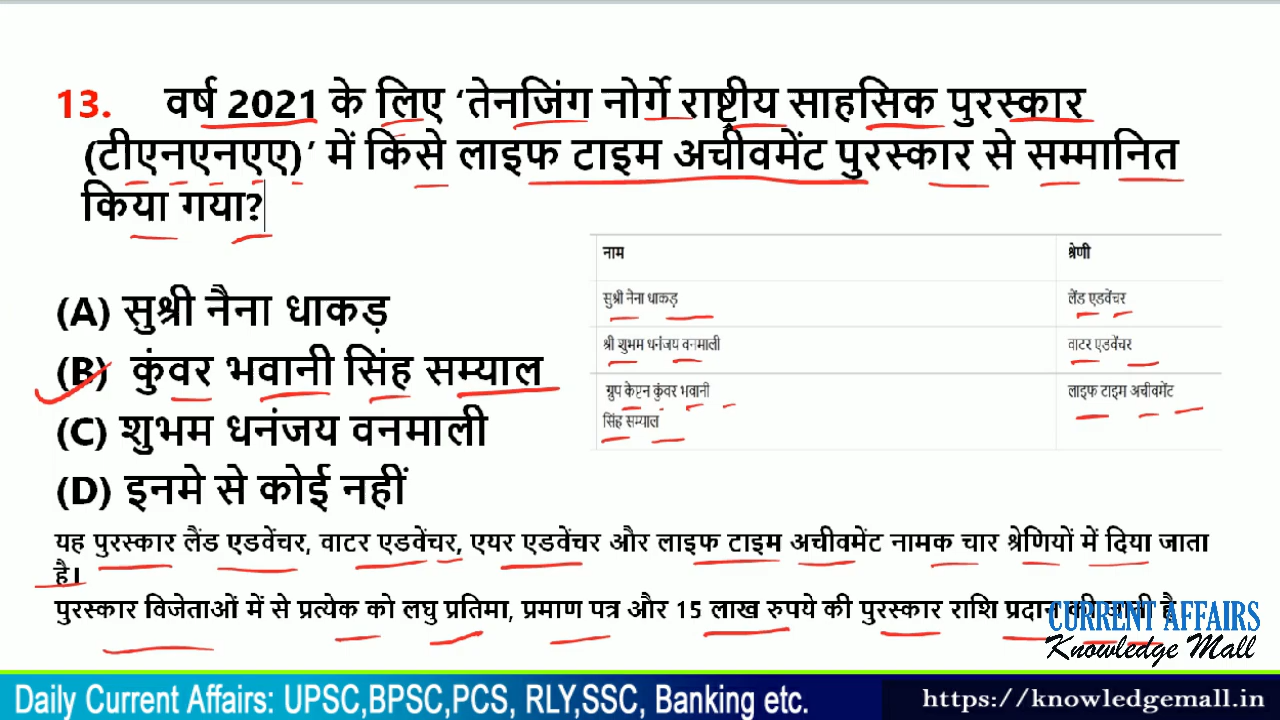 13. वर्ष 2021 के लिए ‘तेनजिंग नोर्गे राष्ट्रीय साहसिक पुरस्कार
(टीएनएनएए)’ में किसे लाइफ टाइम अचीवमेंट पुरस्कार से सम्मानित
किया गया?
(A) सुश्री नैना धाकड़
(B) कुंवर भवानी सिंह सम्याल
(C) शुभम धनंजय वनमाली
(D) इनमे से कोई नहीं
नाम श्रेणी
सुश्री नेना धाकड़ लेंड एडवेंचर
श्री शुभम धनंजय वनमाली वाटर एडवेंचर
ग्रुप केप्टन कुंवर भवानी लाइफ टाइम अचीवमेंट
सिंह सम्याल
यह पुरस्कार लैंड एडवेंचर, वाटर एडवेंचर, एयर एडवेंचर और लाइफ टाइम अचीवमेंट नामक चार श्रेणियों में दिया जाता
है।
पुरस्कार विजेताओं में से प्रत्येक को लघु प्रतिमा, प्रमाण पत्र और 15 लाख रुपये की पुरस्कार राशि प्रदान की जाती है
CURRENT AFFAIRS
Knowledge Mall
Daily Current Affairs: UPSC,BPSC,PCS, RLY,SSC, Banking etc.
https://knowledgemall.in